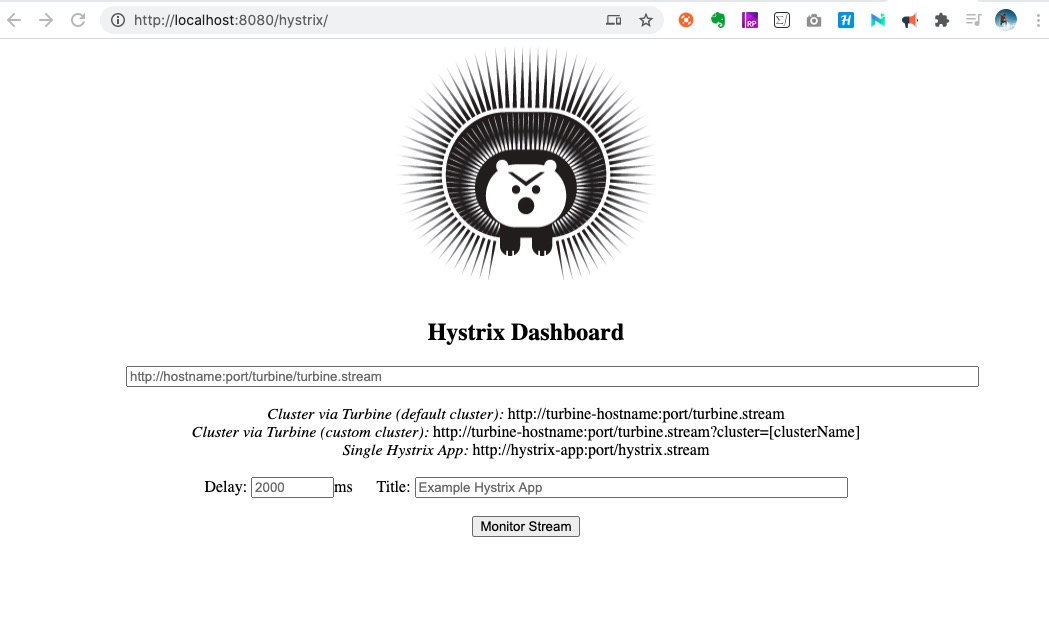 http://localhost:8080/hystrix/
RP
Hystrix Dashboard
http://hostname:port/turbine/turbine.stream
Cluster via Turbine (default cluster): http://turbine-hostname:port/turbine.stream
Cluster via Turbine (custom cluster): http://turbine-hostname:port/turbine.stream?cluster=[clusterName]
Single Hystrix App: http://hystrix-app:port/hystrix.stream
Delay: 2000 ms Title: Example Hystrix App
Monitor Stream